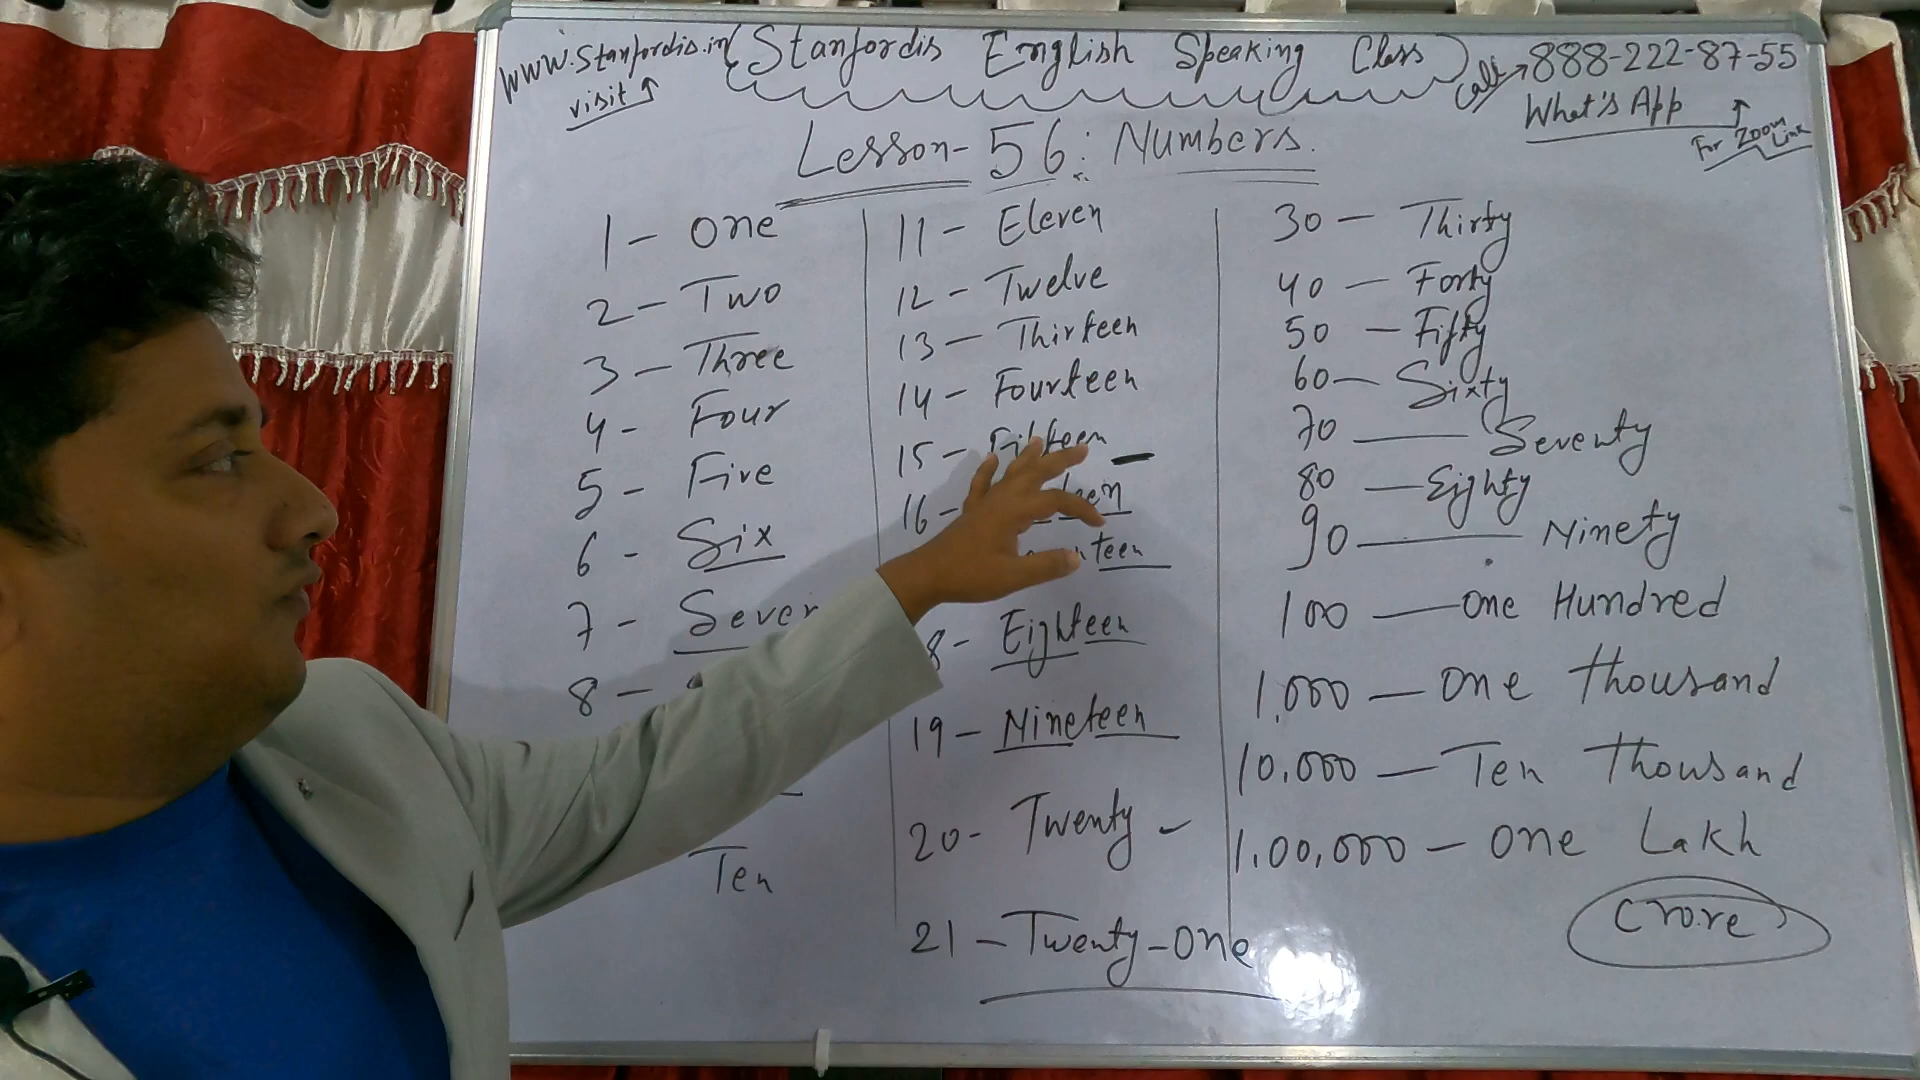 www.Stanfordis.in
visit
Stanfordis English Speaking Class
Call 888-222-87-55
What's App
For Zoom Link
Lesson-56: Numbers.
1 - One
2 - Two
3 - Three
4 - Four
5 - Five
6 - Six
7 - Seven
8 -
Ten
11 - Eleven
12 - Twelve
13 - Thirteen
14 - Fourteen
15 - Fifteen
16 -
teen
8 - Eighteen
19 - Nineteen
20 - Twenty
21 - Twenty-One
30 - Thirty
40 - Forty
50 - Fifty
60 - Sixty
70 - Seventy
80 - Eighty
90 - Ninety
100 - One Hundred
1,000 - One thousand
10,000 - Ten thousand
1,00,000 - One Lakh
Crore